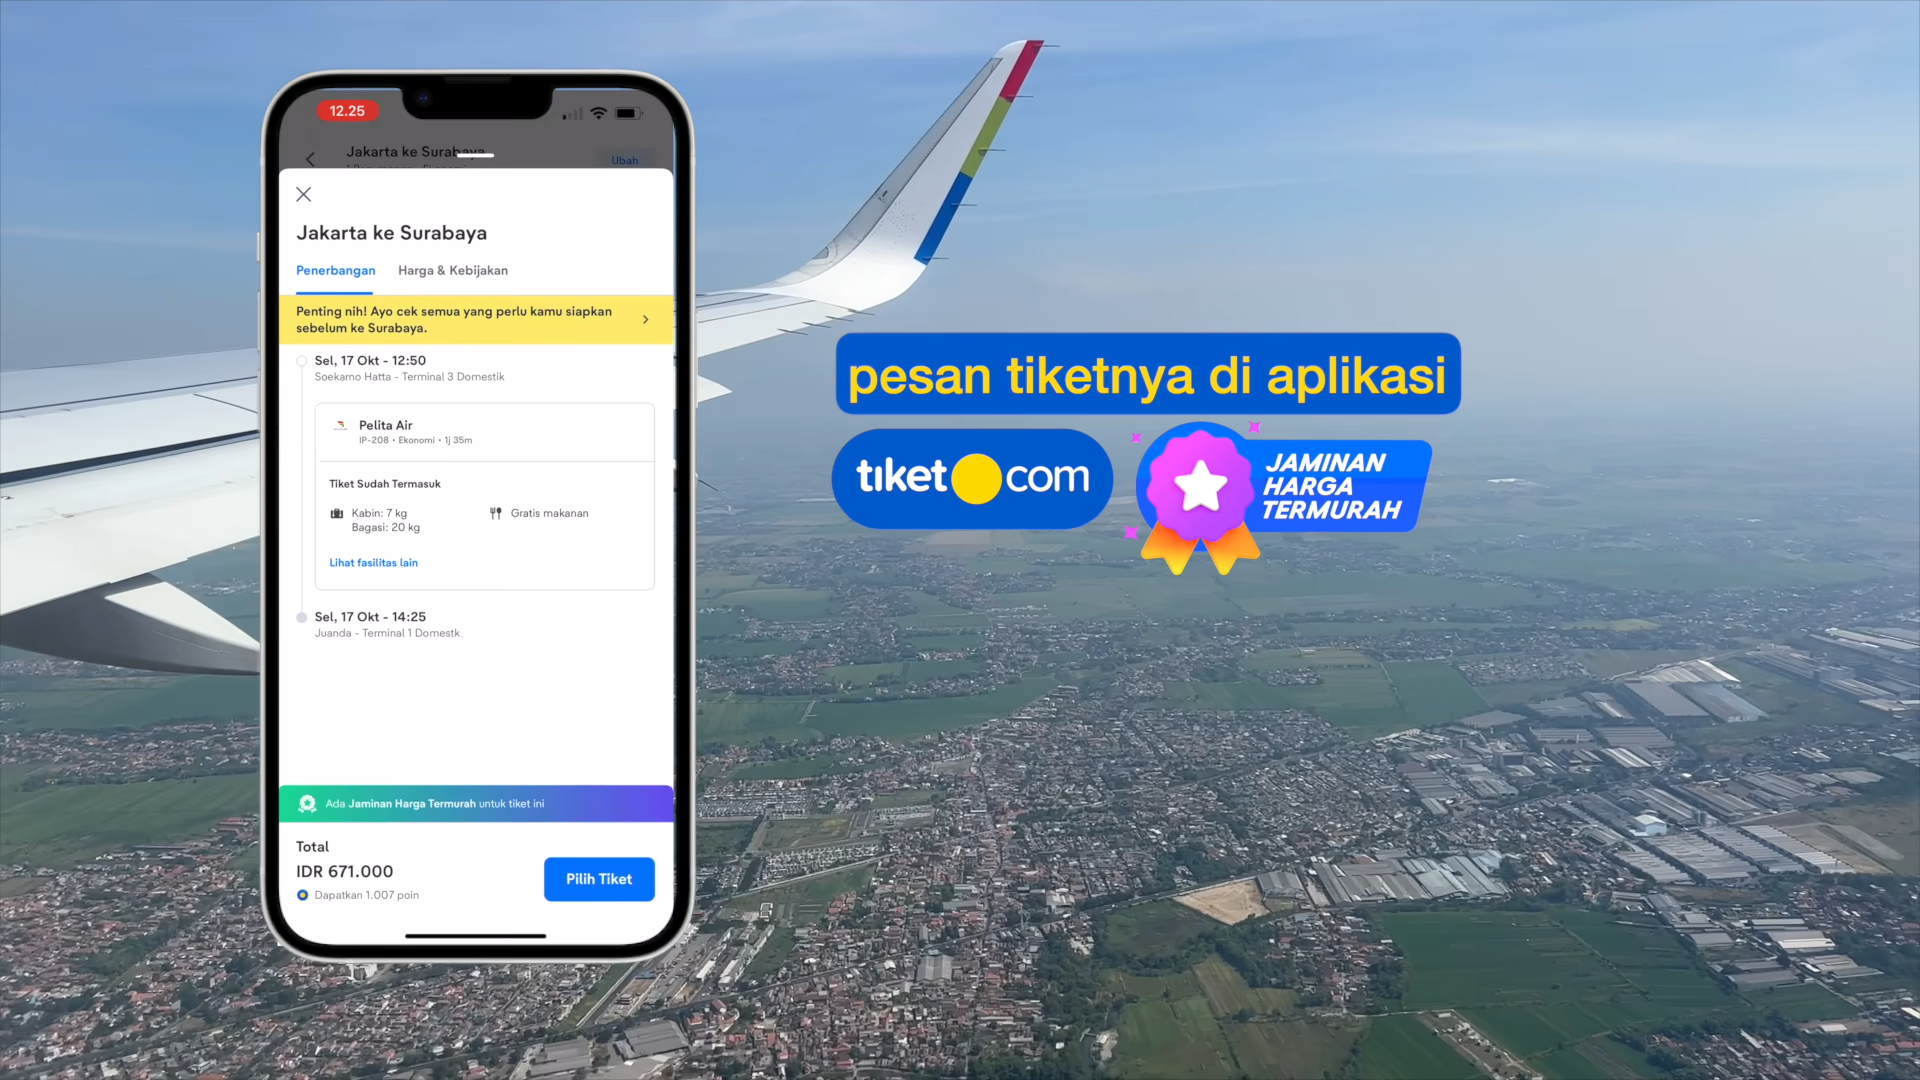 12.25
Jakarta ke Surabaya
Ubah
Jakarta ke Surabaya
Penerbangan
Harga & Kebijakan
Penting nih! Ayo cek semua yang perlu kamu siapkan
sebelum ke Surabaya.
Sel, 17 Okt - 12:50
Soekarno Hatta - Terminal 3 Domestik
Pelita Air
IP-208 • Ekonomi • 1j 35m
Tiket Sudah Termasuk
Kabin: 7 kg
Bagasi: 20 kg
Gratis makanan
Lihat fasilitas lain
Sel, 17 Okt - 14:25
Juanda - Terminal 1 Domestk.
Ada Jaminan Harga Termurah untuk tiket ini
Total
IDR 671.000
Dapatkan 1.007 poin
Pilih Tiket
pesan tiketnya di aplikasi
tiket.com
JAMINAN
HARGA
TERMURAH